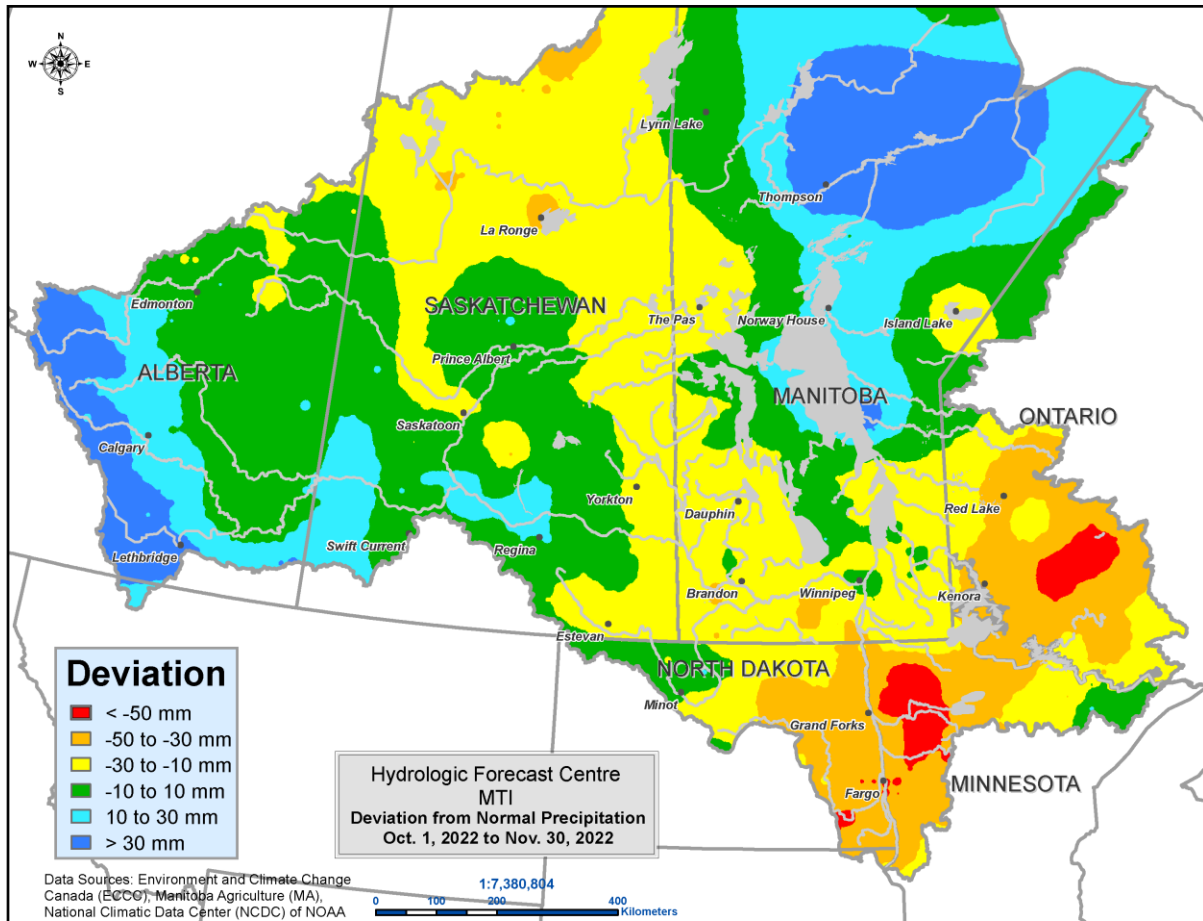 N
W E
S
Lynn Lake
Thompson
La Ronge
Edmonton
SASKATCHEWAN
The Pas
Norway House
Island Lake
Prince Albert
ALBERTA
MANITOBA
ONTARIO
Saskatoon
Calgary
Yorkton
Dauphin
Red Lake
Lethbridge
Swift Current
Regina
Brandon
Winnipeg
Kenora
Estevan
NORTH DAKOTA
Minot
Grand Forks
MINNESOTA
Fargo
Deviation
< -50 mm
-50 to -30 mm
-30 to -10 mm
-10 to 10 mm
10 to 30 mm
> 30 mm
Hydrologic Forecast Centre
MTI
Deviation from Normal Precipitation
Oct. 1, 2022 to Nov. 30, 2022
Data Sources: Environment and Climate Change
Canada (ECCC), Manitoba Agriculture (MA),
National Climatic Data Center (NCDC) of NOAA
1:7,380,804
0 100 200 400
Kilometers